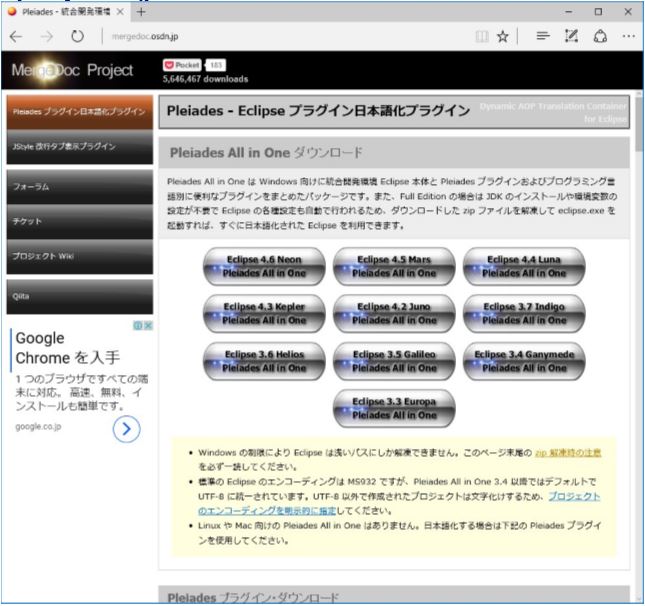 Pleiades - 統合開発環境
mergedoc.osdn.jp
MergeDoc Project
Pocket 183
5,646,467 downloads
Pleiades プラグイン日本語化プラグイン
JStyle 改行タブ表示プラグイン
フォーラム
チケット
プロジェクト Wiki
Qiita
Google
Chrome を入手
1 つのブラウザですべての端
末に対応。 高速、無料、イ
ンストールも簡単です。
google.co.jp
Pleiades - Eclipse プラグイン日本語化プラグイン
Dynamic AOP Translation Container
for Eclipse
Pleiades All in One ダウンロード
Pleiades All in One は Windows 向けに統合開発環境 Eclipse 本体と Pleiades プラグインおよびプログラミング言
語別に便利なプラグインをまとめたパッケージです。また、Full Edition の場合は JDK のインストールや環境変数の
設定が不要で Eclipse の各種設定も自動で行われるため、ダウンロードした zip ファイルを解凍して eclipse.exe を
起動すれば、すぐに日本語化された Eclipse を利用できます。
Eclipse 4.6 Neon
Pleiades All in One
Eclipse 4.5 Mars
Pleiades All in One
Eclipse 4.4 Luna
Pleiades All in One
Eclipse 4.3 Kepler
Pleiades All in One
Eclipse 4.2 Juno
Pleiades All in One
Eclipse 3.7 Indigo
Pleiades All in One
Eclipse 3.6 Helios
Pleiades All in One
Eclipse 3.5 Galileo
Pleiades All in One
Eclipse 3.4 Ganymede
Pleiades All in One
Eclipse 3.3 Europa
Pleiades All in One
Windows の制限により Eclipse は浅いパスにしか解凍できません。このページ末尾の zip 解凍時の注意
を必ず一読してください。
標準の Eclipse のエンコーディングは MS932 ですが、Pleiades All in One 3.4 以降ではデフォルトで
UTF-8 に統一されています。UTF-8 以外で作成されたプロジェクトは文字化けするため、プロジェクト
のエンコーディングを明示的に指定してください。
Linux や Mac 向けの Pleiades All in One はありません。日本語化する場合は下記の Pleiades プラグイ
ンを使用してください。
Pleiades プラグイン・ダウンロード